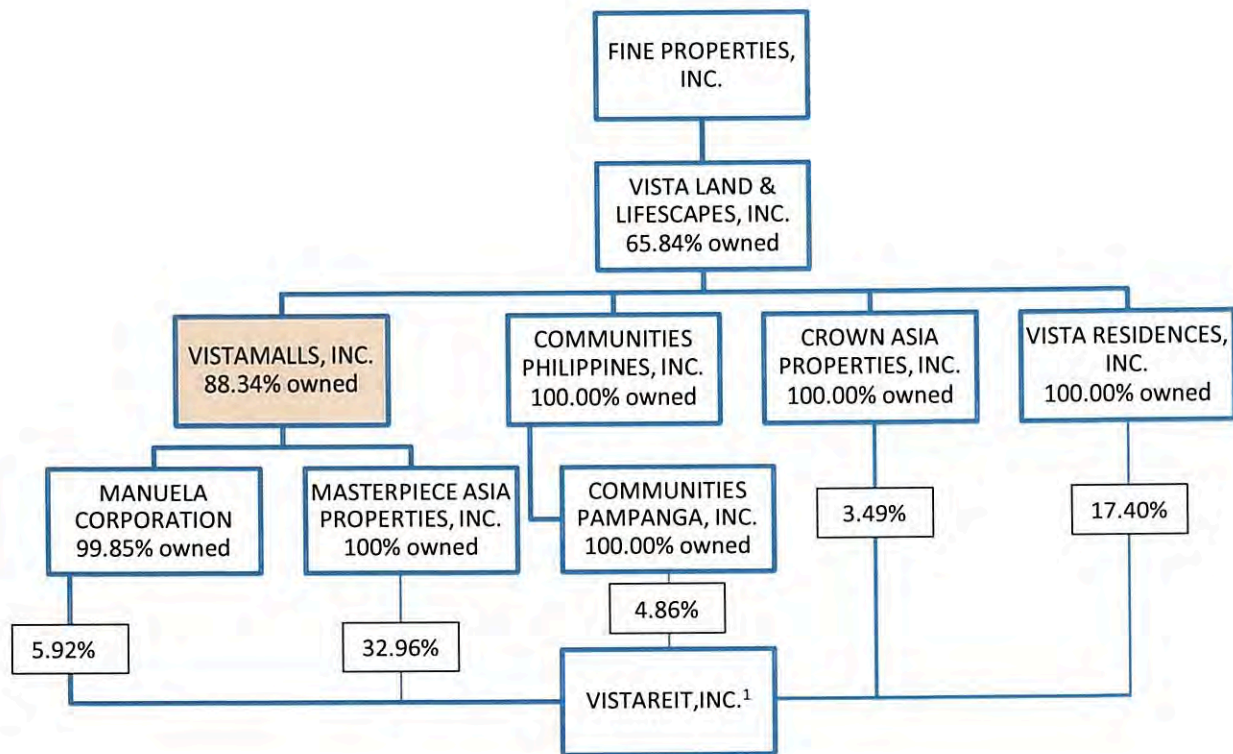 FINE PROPERTIES,
INC.
VISTA LAND &
LIFESCAPES, INC.
65.84% owned
VISTAMALLS, INC.
88.34% owned
COMMUNITIES
PHILIPPINES, INC.
100.00% owned
CROWN ASIA
PROPERTIES, INC.
100.00% owned
VISTA RESIDENCES,
INC.
100.00% owned
MANUELA
CORPORATION
99.85% owned
MASTERPIECE ASIA
PROPERTIES, INC.
100% owned
COMMUNITIES
PAMPANGA, INC.
100.00% owned
3.49%
17.40%
5.92%
32.96%
4.86%
VISTAREIT,INC.¹